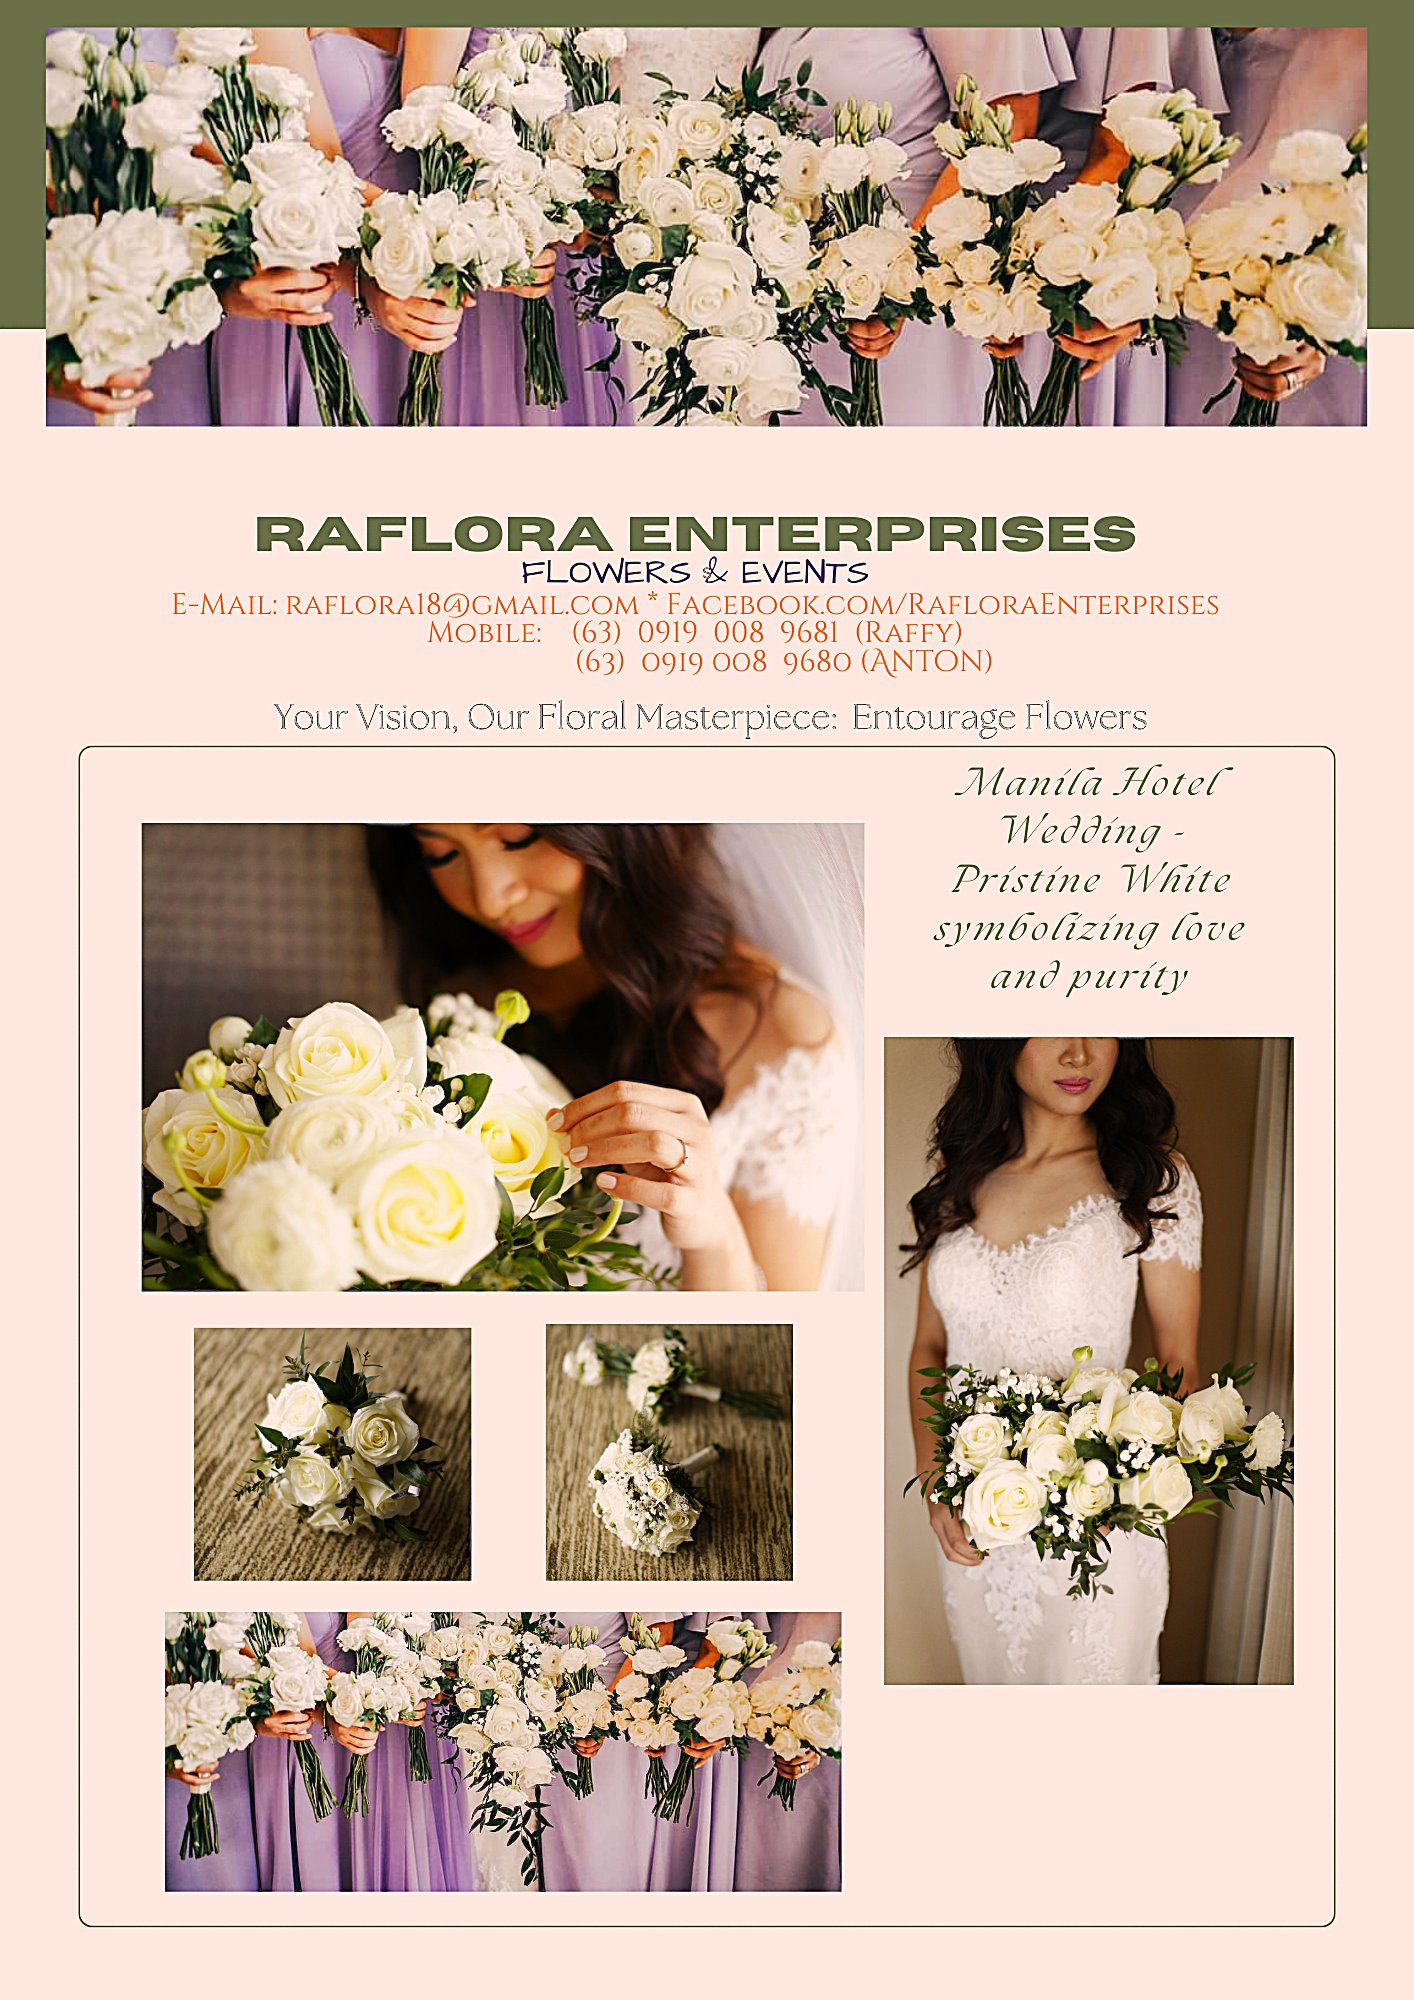 RAFLORA ENTERPRISES
FLOWERS & EVENTS
E-Mail: raflora18@gmail.com * Facebook.com/RafloraEnterprises
Mobile: (63) 0919 008 9681 (Raffy)
(63) 0919 008 9680 (Anton)
Your Vision, Our Floral Masterpiece: Entourage Flowers
Manila Hotel
Wedding -
Pristine White
symbolizing love
and purity